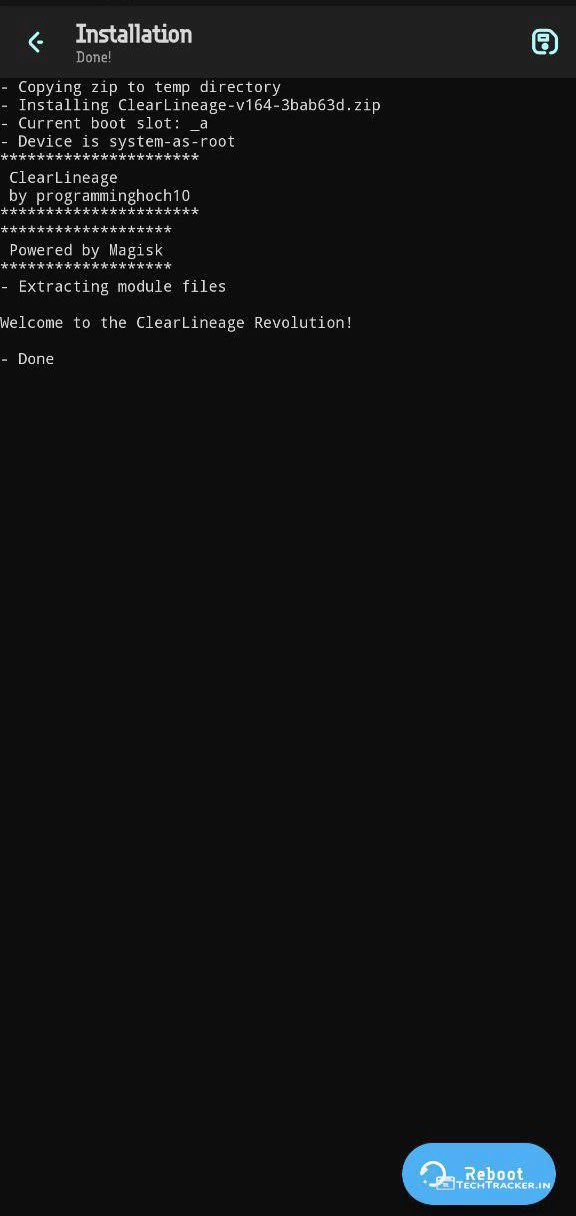 Installation
Done!
- Copying zip to temp directory
- Installing ClearLineage-v164-3bab63d.zip
- Current boot slot: _a
- Device is system-as-root
**********************
ClearLineage
by programminghoch10
**********************
*******************
Powered by Magisk
*******************
- Extracting module files
Welcome to the ClearLineage Revolution!
- Done
Reboot
TECHTRACKER.IN